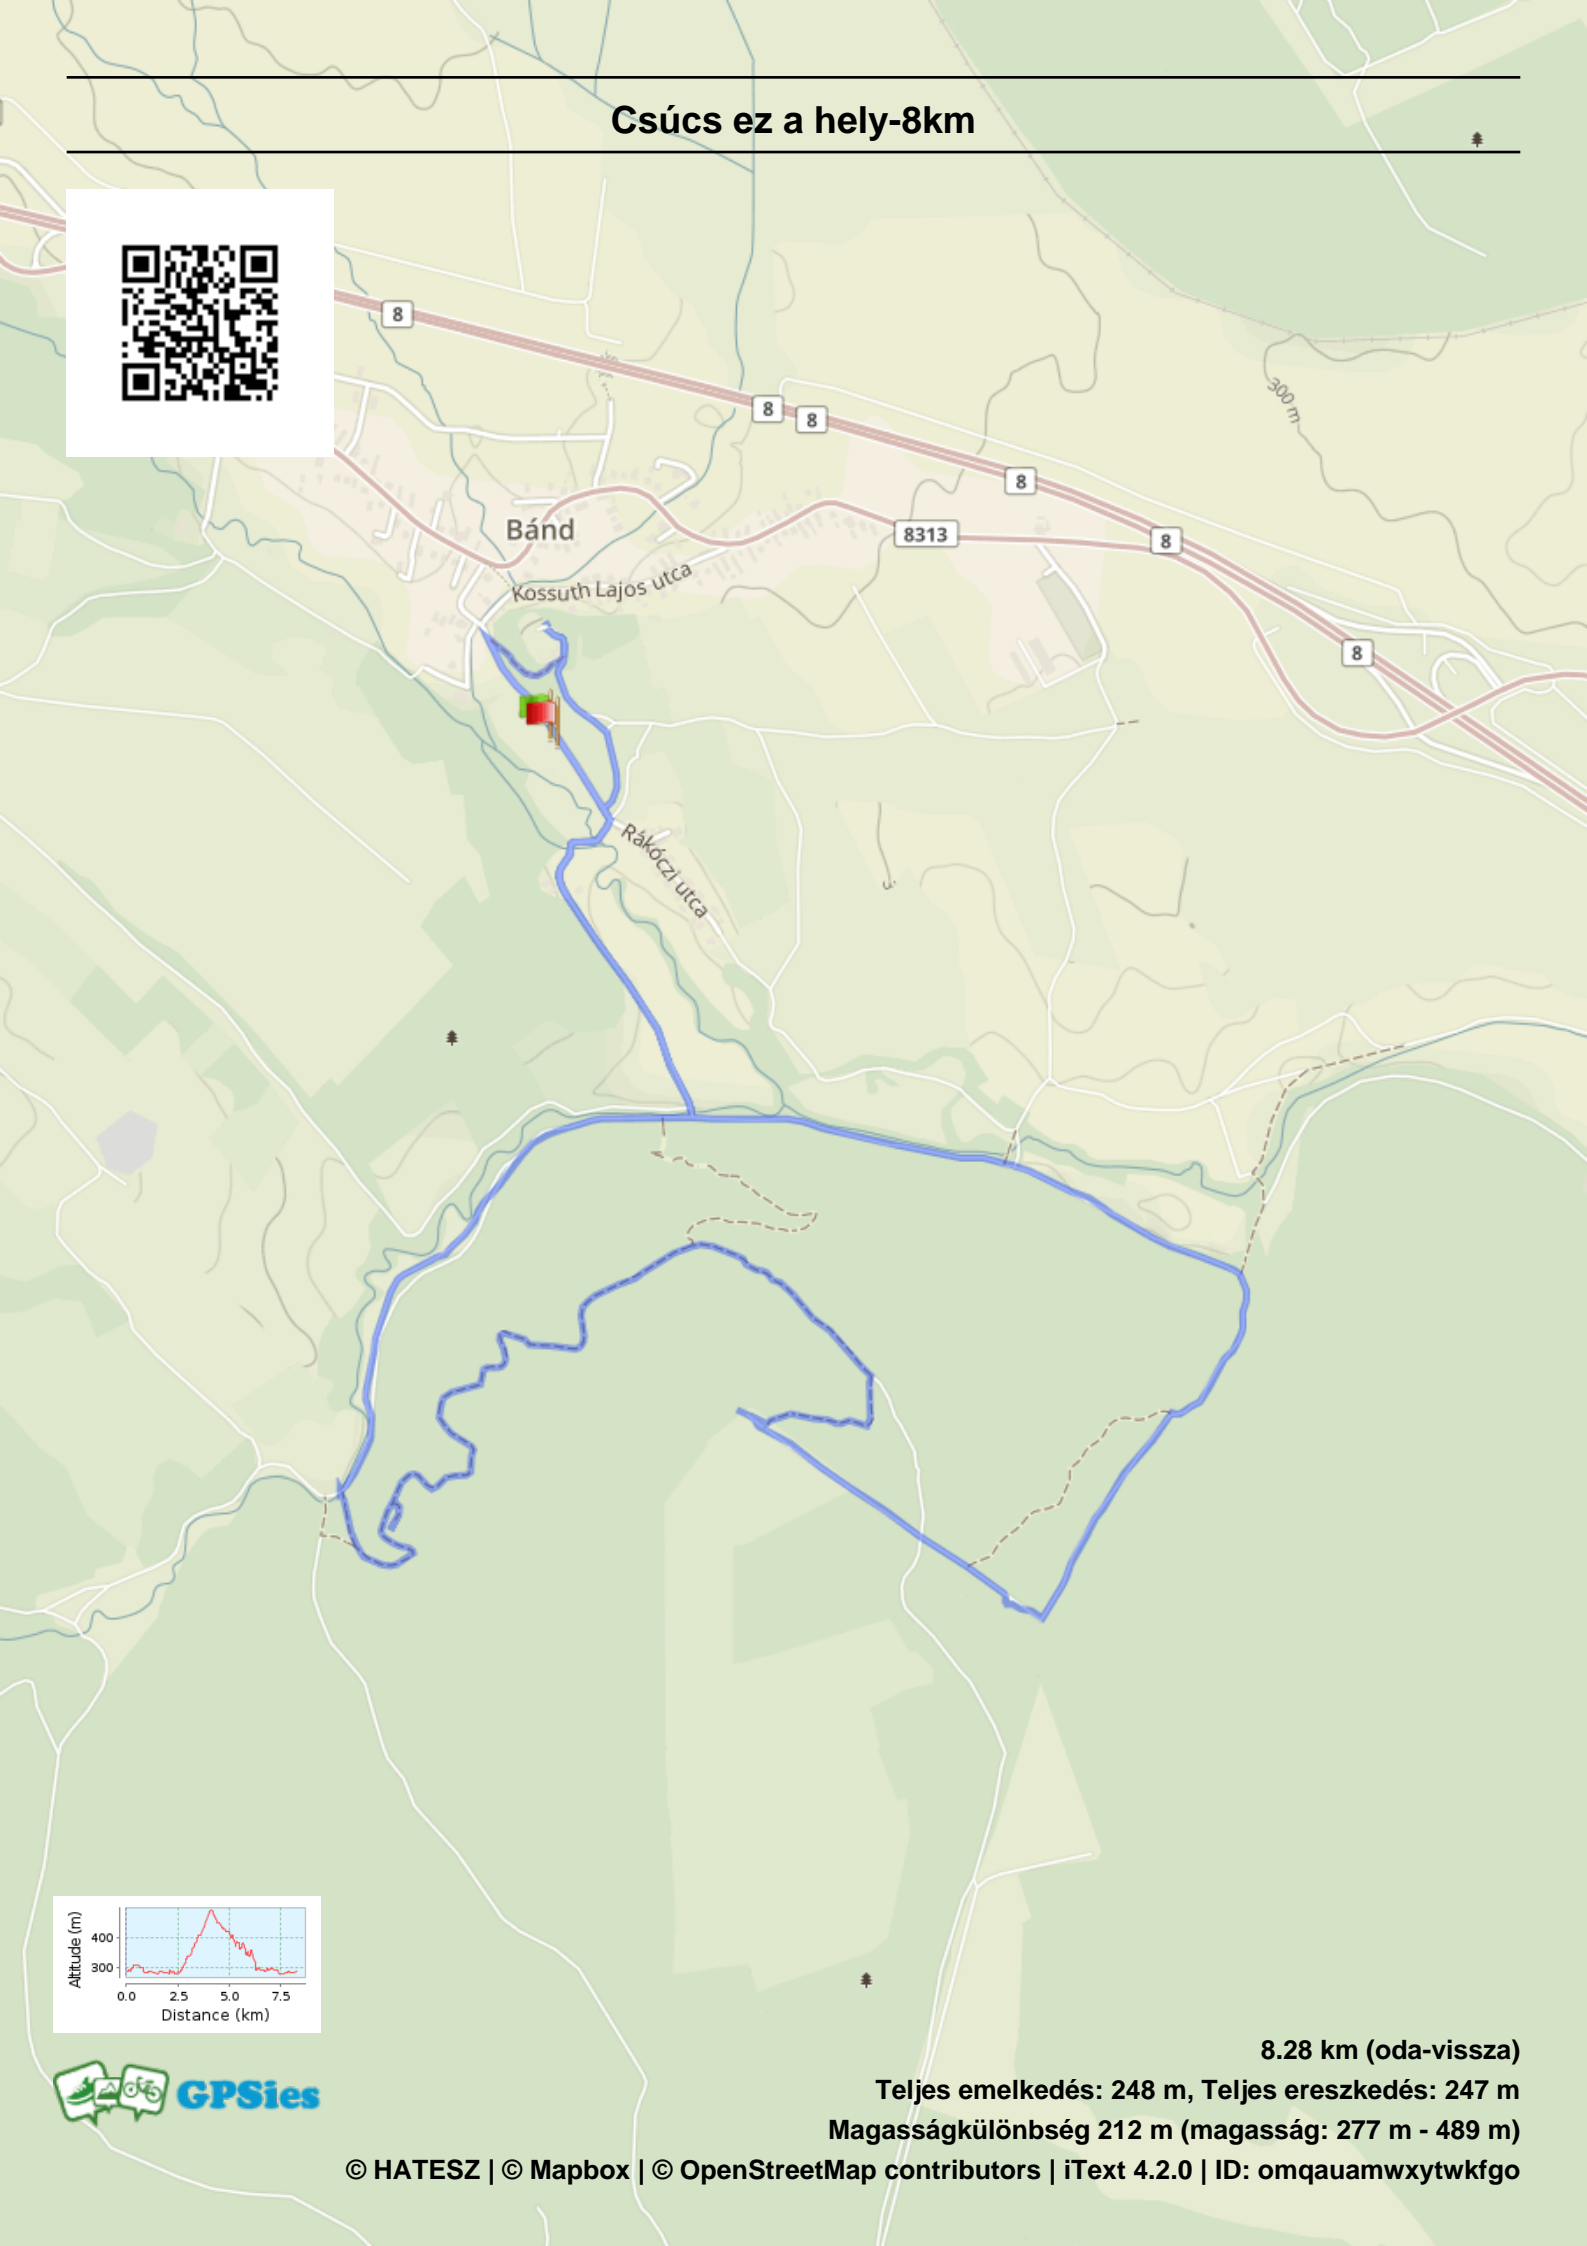 Csúcs ez a hely-8km
8
8
8
300 m
8
Bánd
8313
8
Kossuth Lajos utca
8
Rákóczi utca
Altitude (m)
400
300
0.0 2.5 5.0 7.5
Distance (km)
GPSies
8.28 km (oda-vissza)
Teljes emelkedés: 248 m, Teljes ereszkedés: 247 m
Magasságkülönbség 212 m (magasság: 277 m - 489 m)
© HATESZ | © Mapbox | © OpenStreetMap contributors | iText 4.2.0 | ID: omqauamwxytwkfgo